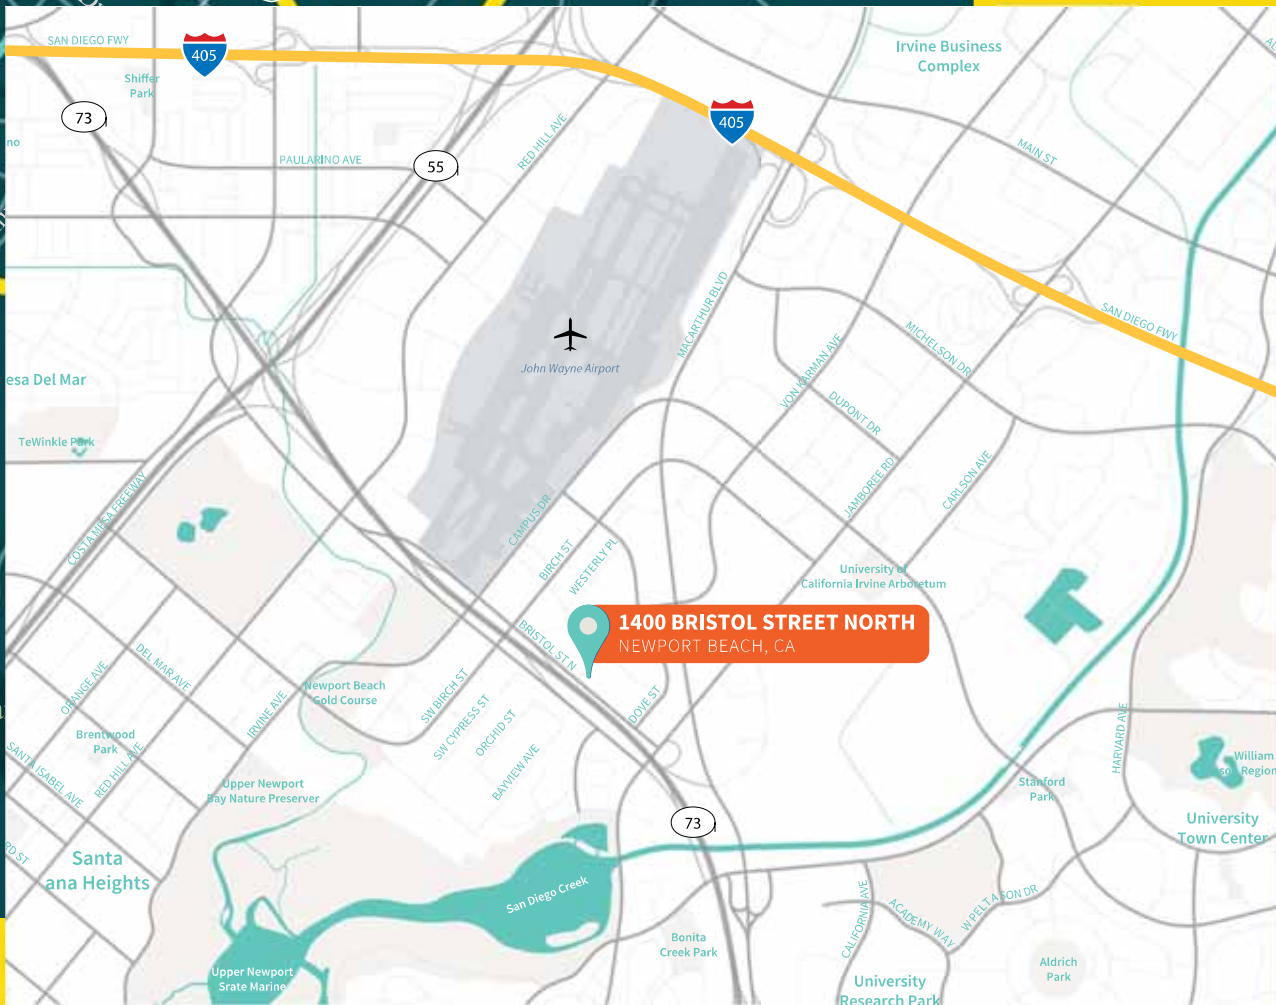 SAN DIEGO FWY
405
Irvine Business
Complex
Shiffer
Park
73
405
no
RED HILL AVE
MAIN ST
PAULARINO AVE
55
MACARTHUR BLVD
SAN DIEGO FWY
John Wayne Airport
MICHELSON DR
VON KARMAN AVE
esa Del Mar
DUPONT DR
TeWinkle Park
JAMBOREE RD
CARLSON AVE
COSTA MESA FREEWAY
CAMPUS DR
BIRCH ST
WESTERLY PL
University of
California Irvine Arboretum
1400 BRISTOL STREET NORTH
NEWPORT BEACH, CA
BRISTOL ST N
DEL MAR AVE
ORANGE AVE
Newport Beach
Gold Course
SW BIRCH ST
DOVE ST
IRVINE AVE
SW CYPRESS ST
ORCHID ST
HARVARD AVE
Brentwood
Park
SANTA ISABEL AVE
RED HILL AVE
BAYVIEW AVE
William
son Region
Upper Newport
Bay Nature Preserver
Stanford
Park
73
University
Town Center
RD ST
Santa
ana Heights
San Diego Creek
CALIFORNIA AVE
ACADEMY WAY
W PELTASON DR
Bonita
Creek Park
Aldrich
Park
Upper Newport
Srate Marine
University
Research Park